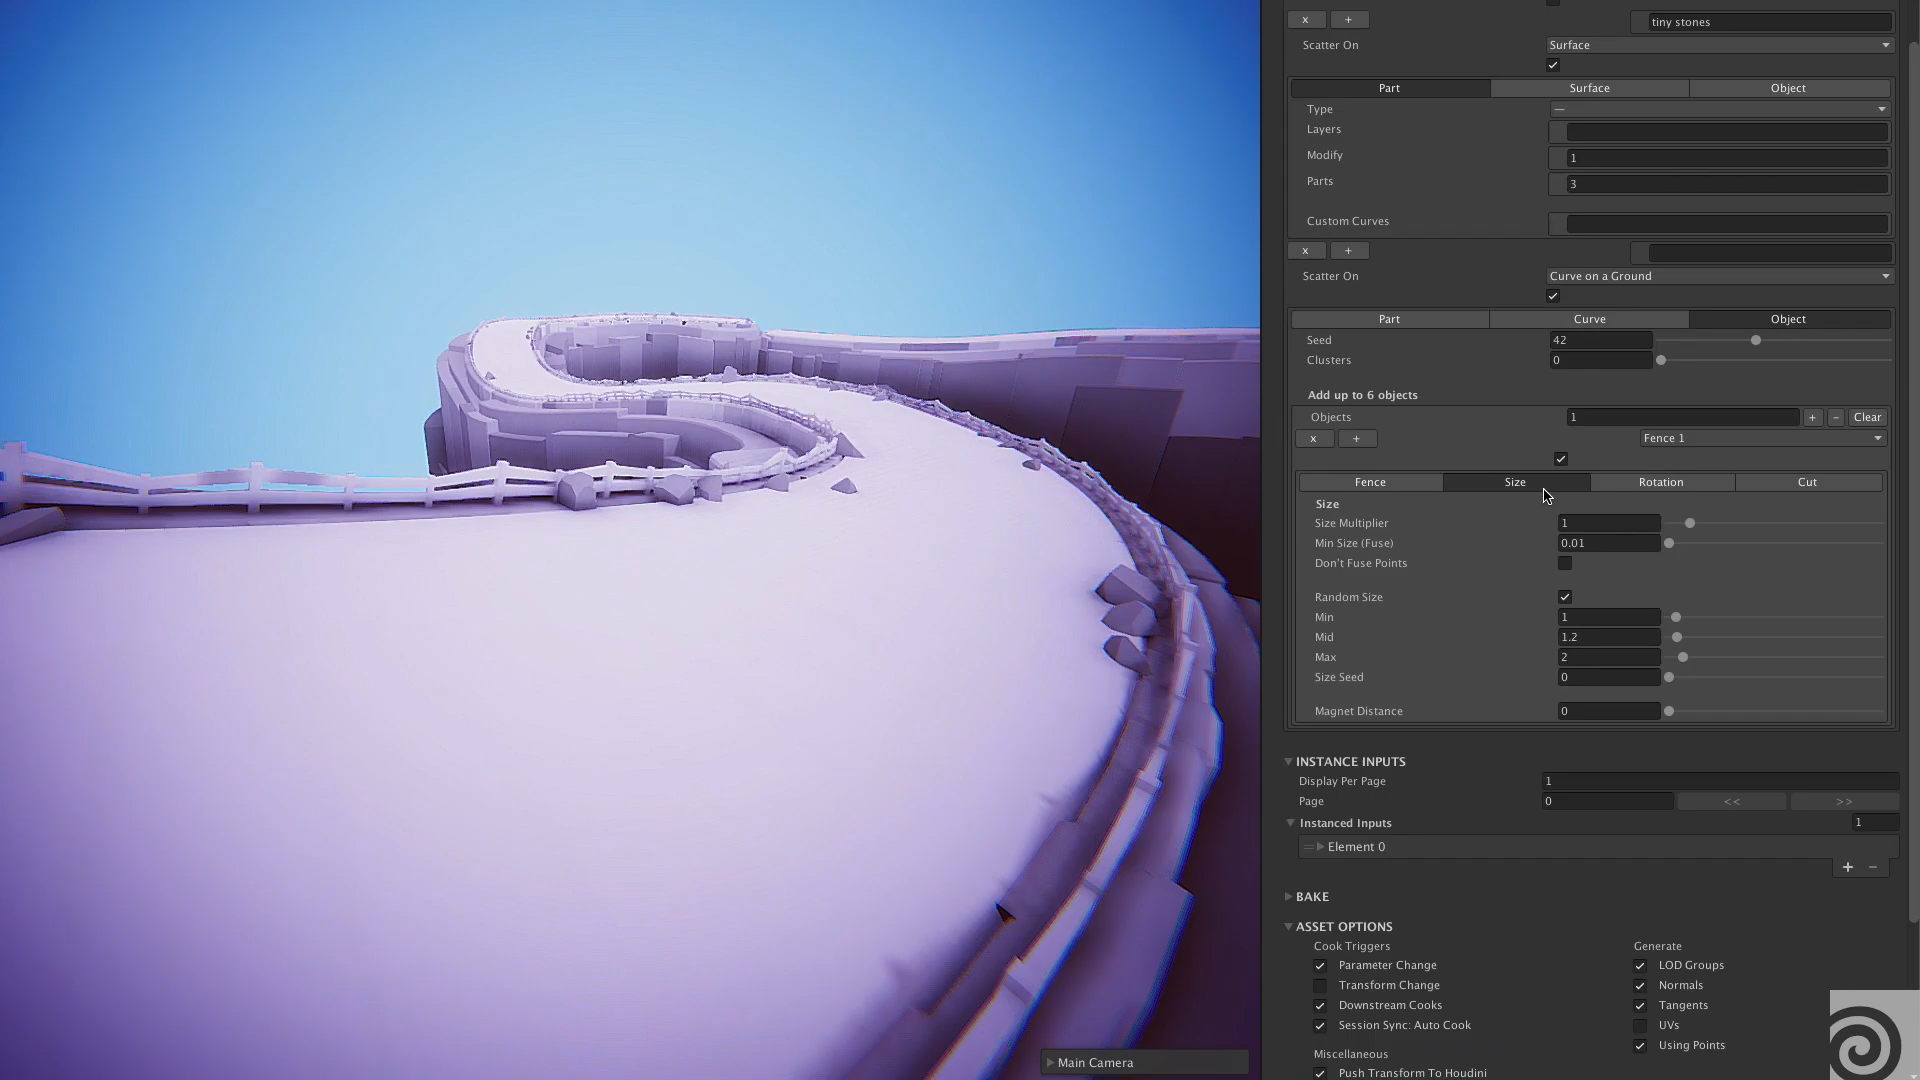 x + tiny stones
Scatter On Surface
Part Surface Object
Type —
Layers
Modify 1
Parts 3
Custom Curves
x +
Scatter On Curve on a Ground
Part Curve Object
Seed 42
Clusters 0
Add up to 6 objects
Objects 1 + - Clear
x + Fence 1
Fence Size Rotation Cut
Size
Size Multiplier 1
Min Size (Fuse) 0.01
Don't Fuse Points
Random Size
Min 1
Mid 1.2
Max 2
Size Seed 0
Magnet Distance 0
INSTANCE INPUTS
Display Per Page 1
Page 0 << >>
Instanced Inputs 1
Element 0
+ -
BAKE
ASSET OPTIONS
Cook Triggers Generate
Parameter Change LOD Groups
Transform Change Normals
Downstream Cooks Tangents
Session Sync: Auto Cook UVs
Using Points
Miscellaneous
Push Transform To Houdini
Main Camera